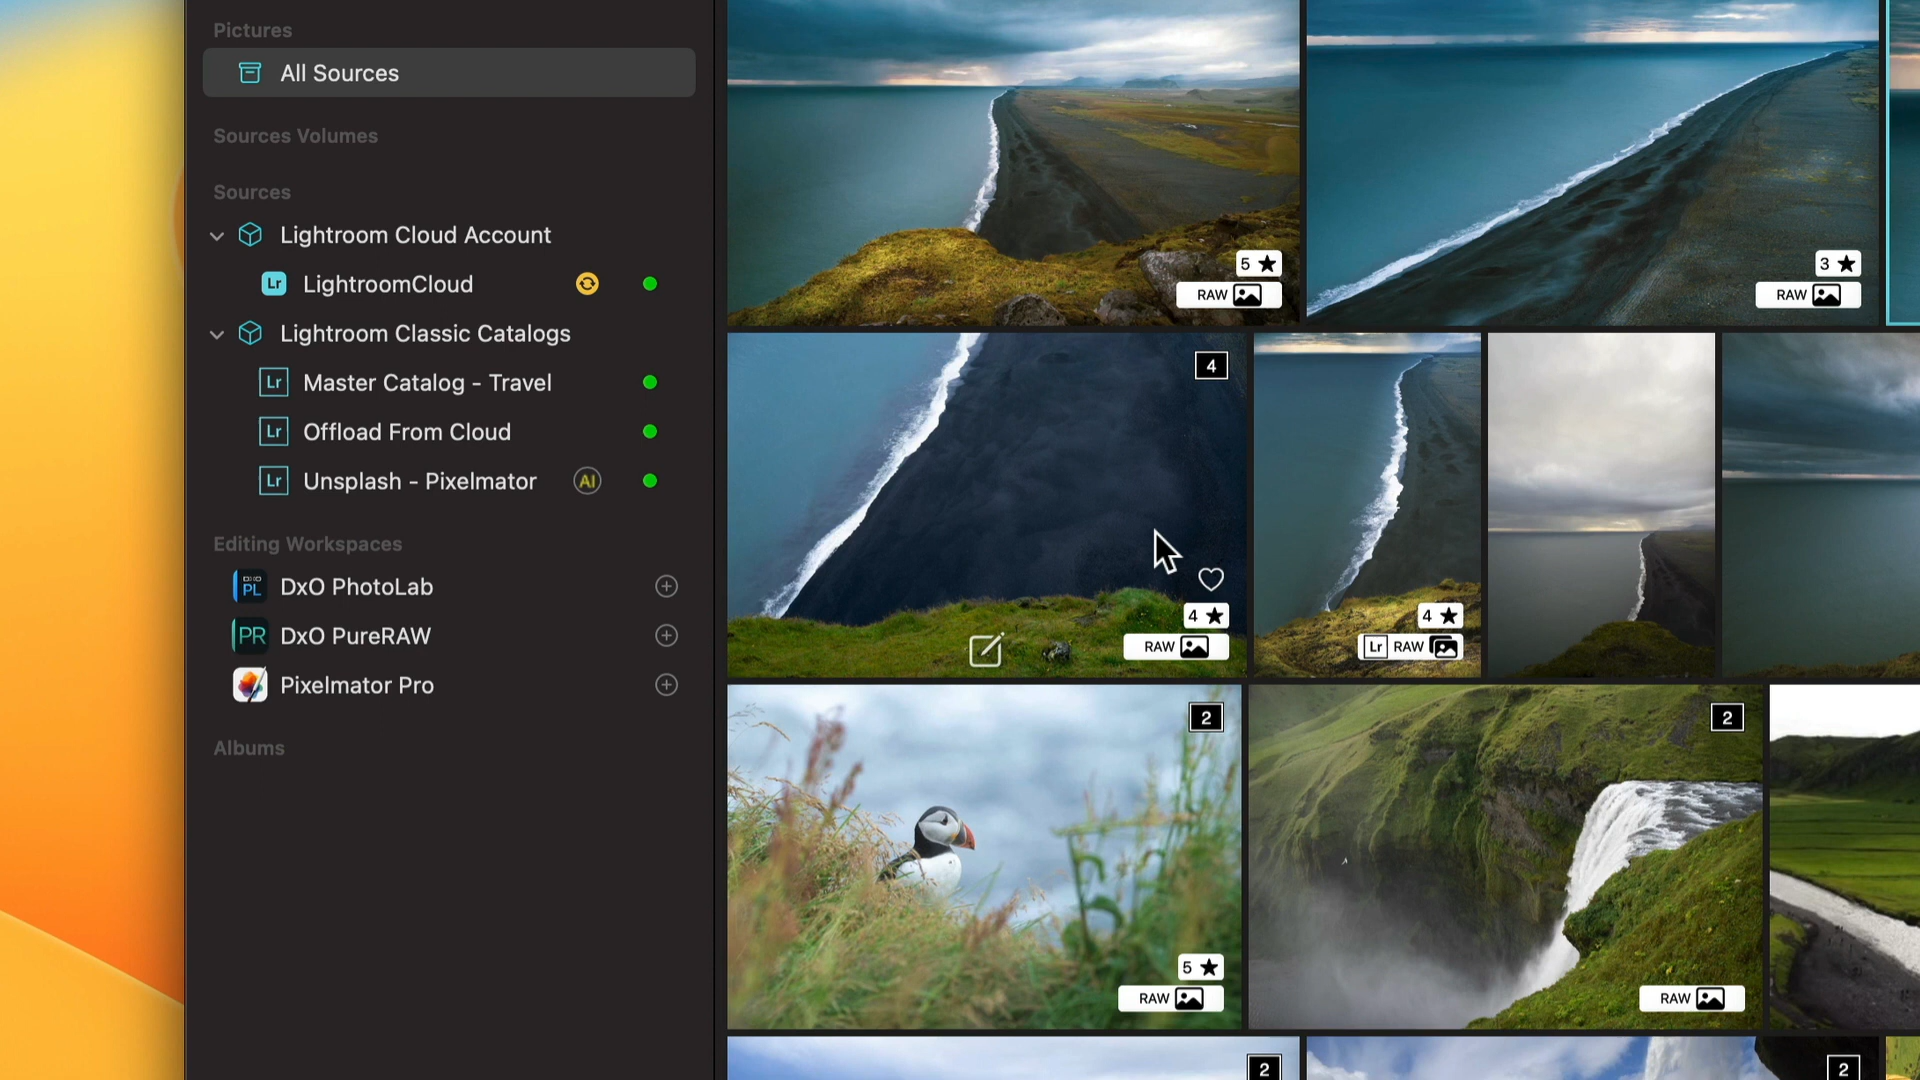 Pictures
All Sources
Sources Volumes
Sources
Lightroom Cloud Account
Lr LightroomCloud
Lightroom Classic Catalogs
Lr Master Catalog - Travel
Lr Offload From Cloud
Lr Unsplash - Pixelmator AI
Editing Workspaces
DXO PL DxO PhotoLab
PR DxO PureRAW
Pixelmator Pro
Albums
5 ★
RAW
3 ★
RAW
4
4 ★
RAW
4 ★
Lr RAW
2
5 ★
RAW
2
RAW
2
2